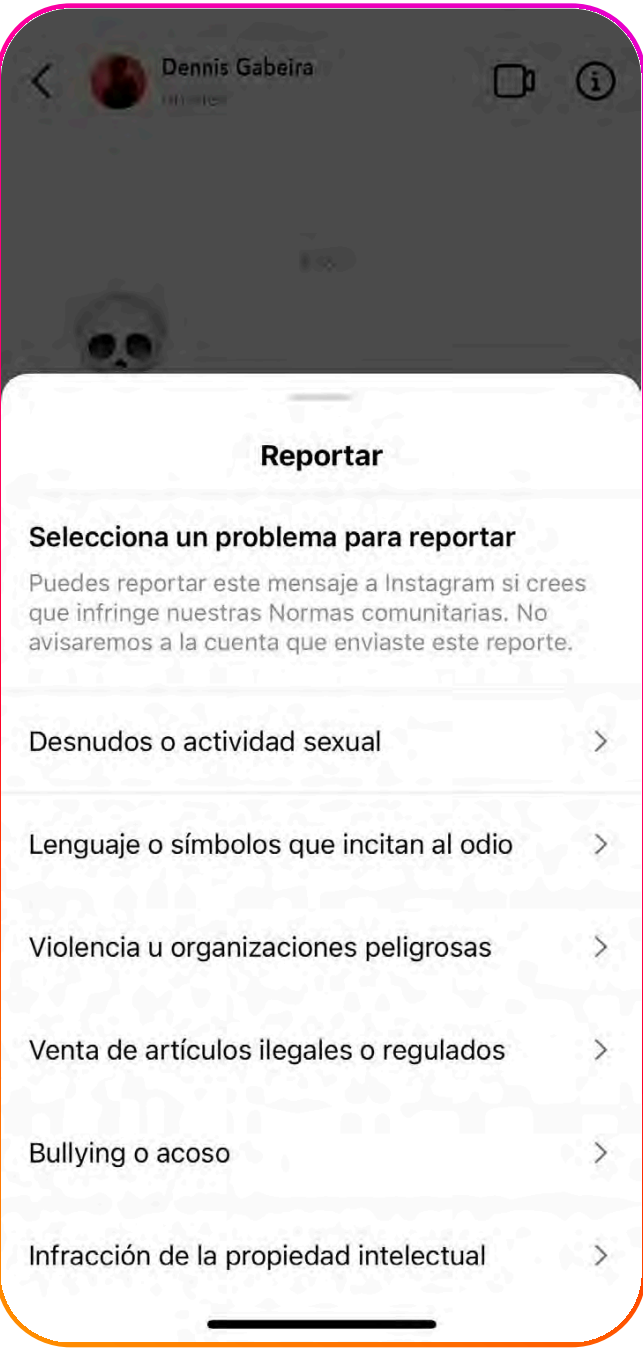 Dennis Gabeira
Reportar
Selecciona un problema para reportar
Puedes reportar este mensaje a Instagram si crees
que infringe nuestras Normas comunitarias. No
avisaremos a la cuenta que enviaste este reporte.
Desnudos o actividad sexual
Lenguaje o símbolos que incitan al odio
Violencia u organizaciones peligrosas
Venta de artículos ilegales o regulados
Bullying o acoso
Infracción de la propiedad intelectual